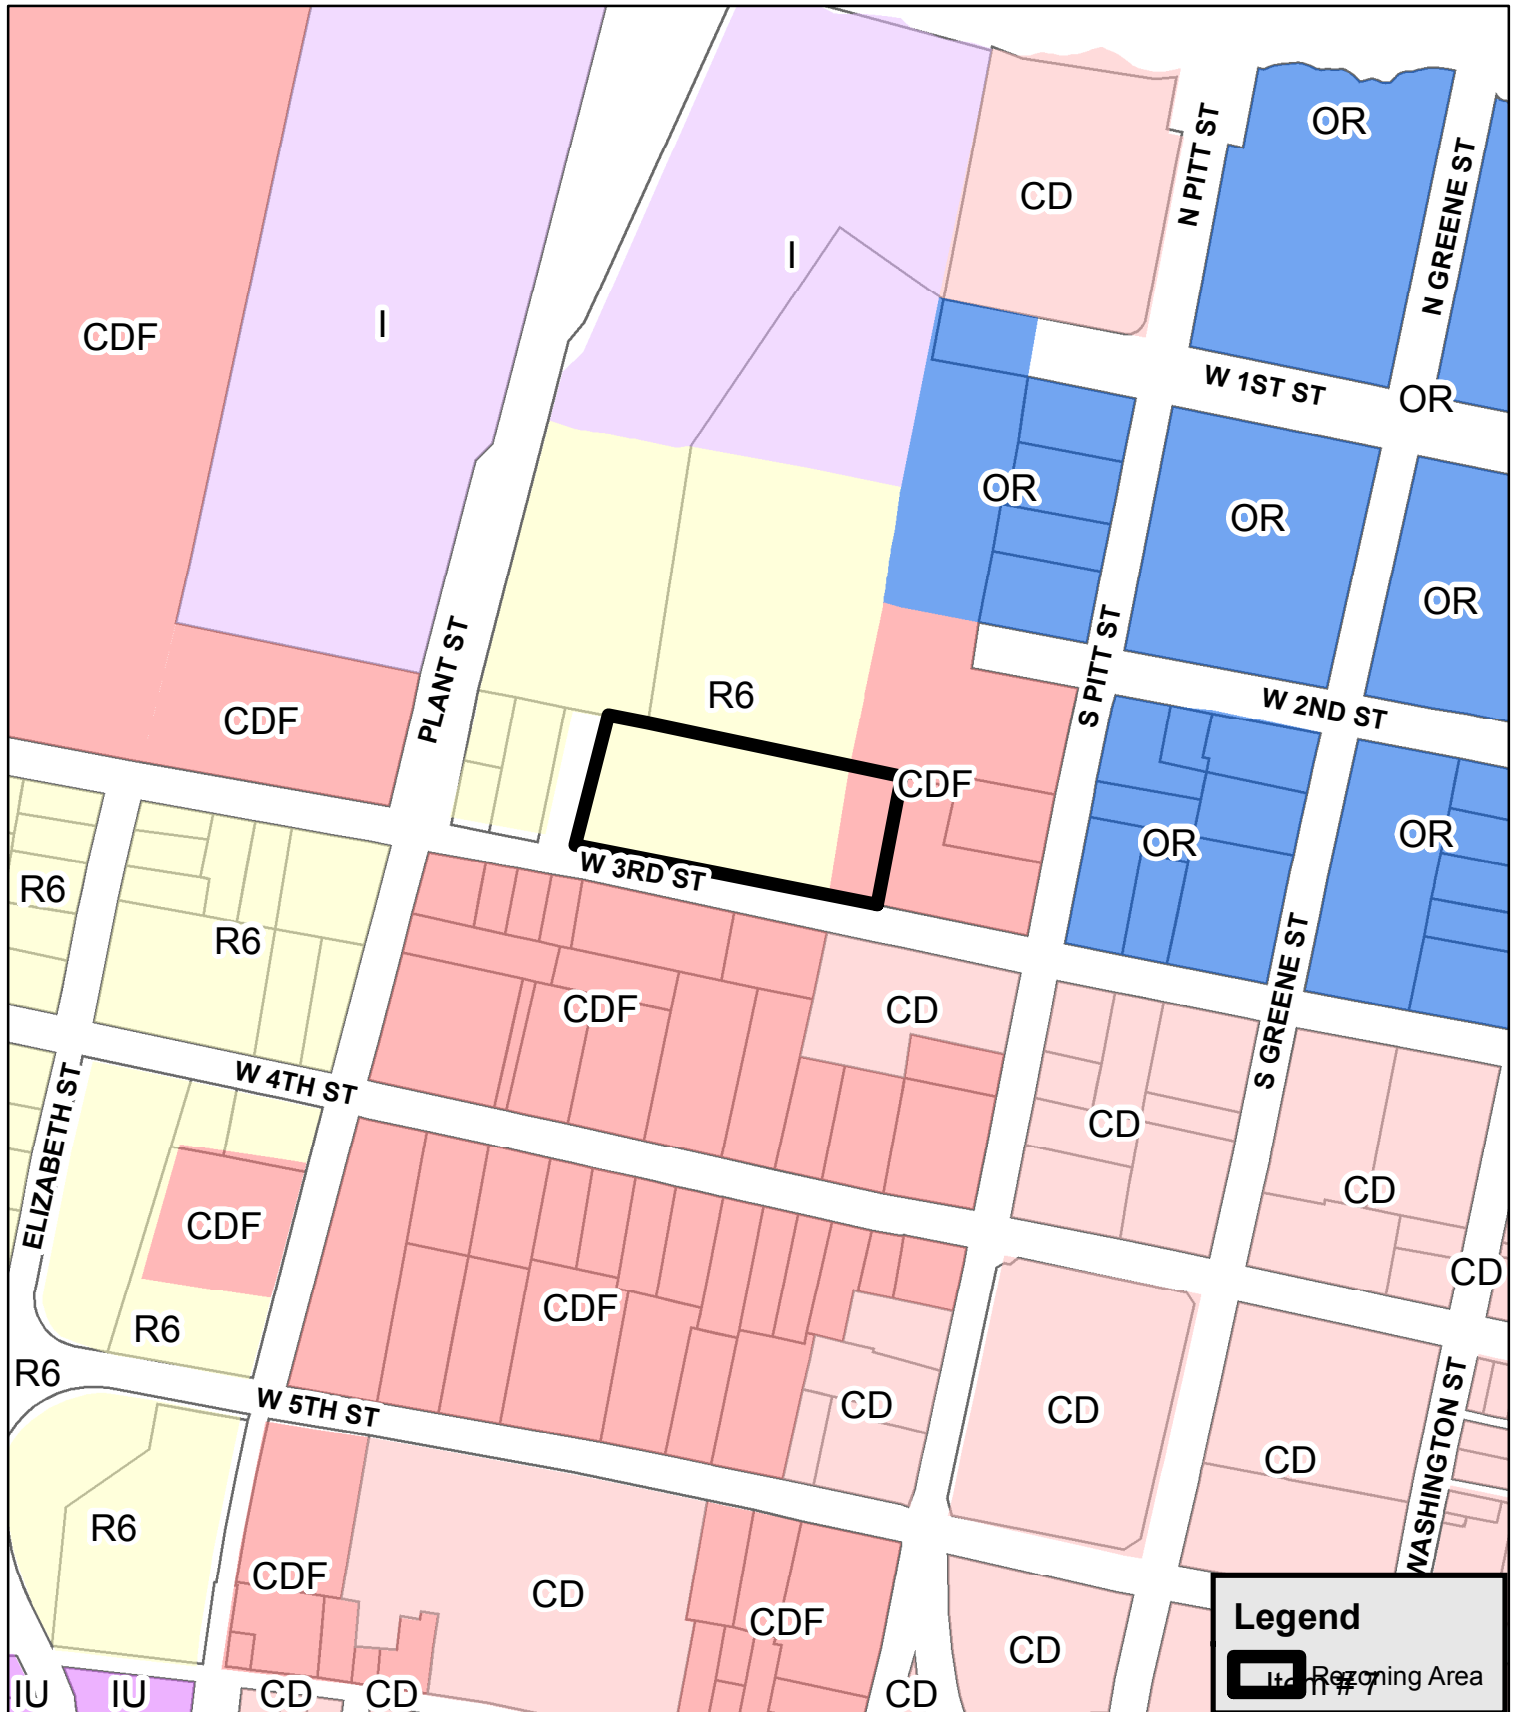 OR
N PITT ST
N GREENE ST
CD
I
I
CDF
W 1ST ST
OR
OR
OR
OR
PLANT ST
S PITT ST
R6
W 2ND ST
CDF
CDF
OR
OR
W 3RD ST
R6
R6
CDF
CD
S GREENE ST
W 4TH ST
CD
ELIZABETH ST
CD
CDF
CD
CDF
R6
R6
W 5TH ST
CD
CD
CD
WASHINGTON ST
R6
CDF
CD
CDF
CD
IU
IU
CD
CD
CD
Legend
Rezoning Area
Item # 7